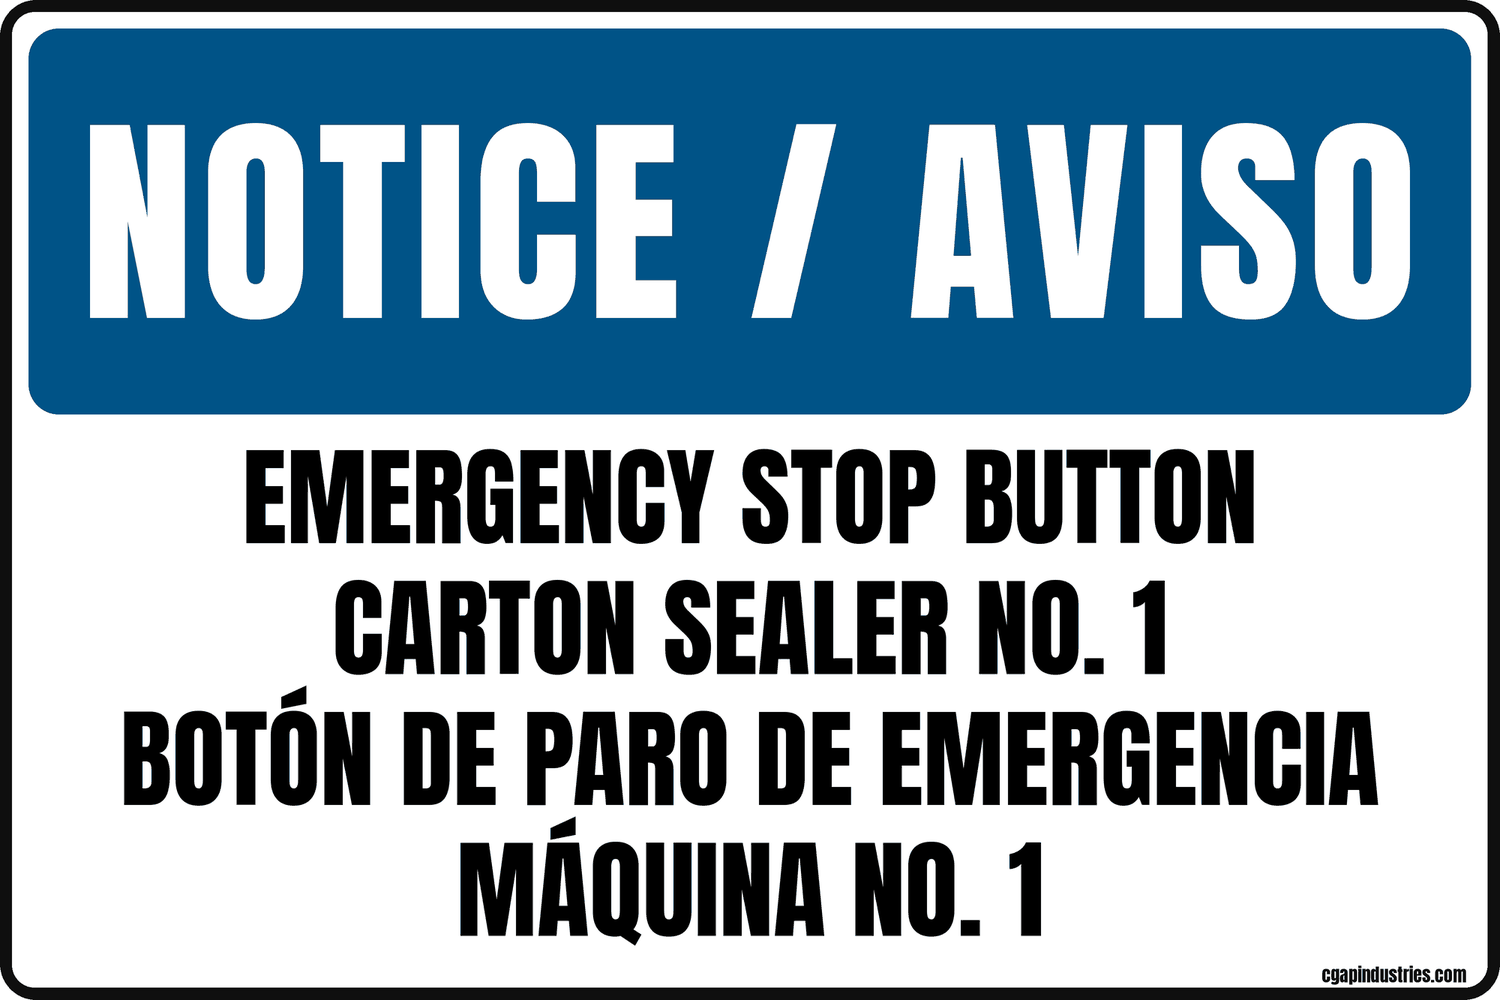 NOTICE / AVISO
EMERGENCY STOP BUTTON
CARTON SEALER NO. 1
BOTÓN DE PARO DE EMERGENCIA
MÁQUINA NO. 1
cgapindustries.com